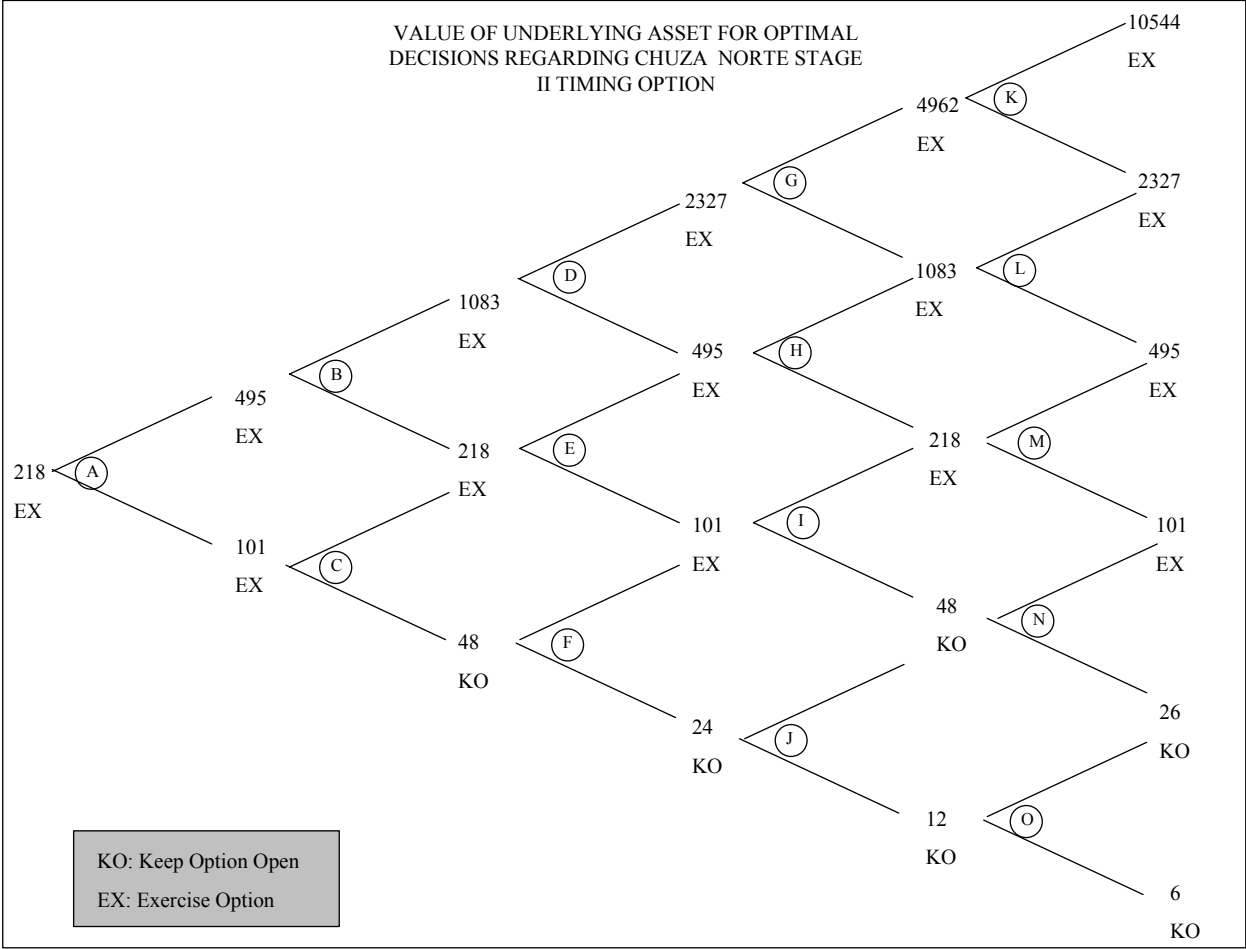 VALUE OF UNDERLYING ASSET FOR OPTIMAL
DECISIONS REGARDING CHUZA NORTE STAGE
II TIMING OPTION
218
EX
A
495
EX
101
EX
B
C
1083
EX
218
EX
48
KO
D
E
F
2327
EX
495
EX
101
EX
24
KO
G
H
I
J
4962
EX
1083
EX
218
EX
48
KO
12
KO
K
L
M
N
O
10544
EX
2327
EX
495
EX
101
EX
26
KO
6
KO
KO: Keep Option Open
EX: Exercise Option